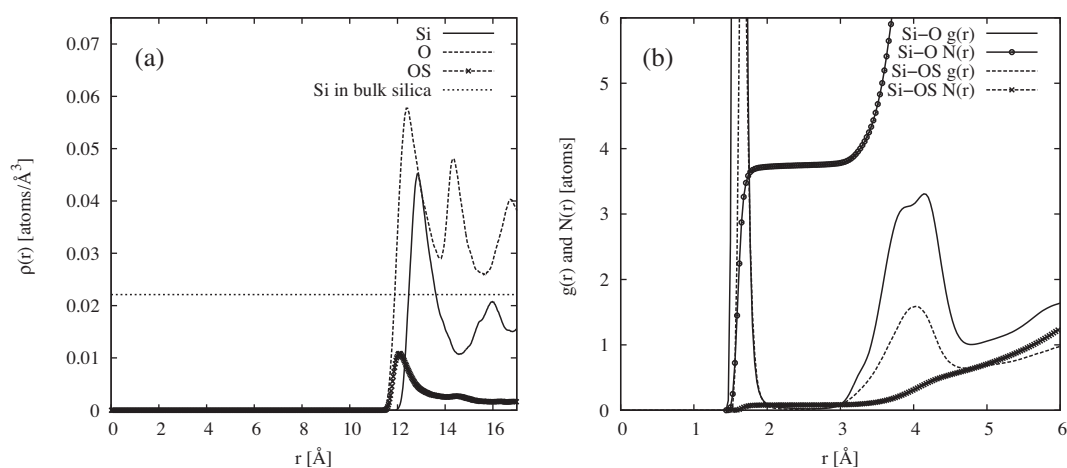 (a)
Si
O
OS
Si in bulk silica
ρ(r) [atoms/Å³]
0.07
0.06
0.05
0.04
0.03
0.02
0.01
0
0 2 4 6 8 10 12 14 16
r [Å]
(b)
Si−O g(r)
Si−O N(r)
Si−OS g(r)
Si−OS N(r)
g(r) and N(r) [atoms]
6
5
4
3
2
1
0
0 1 2 3 4 5 6
r [Å]